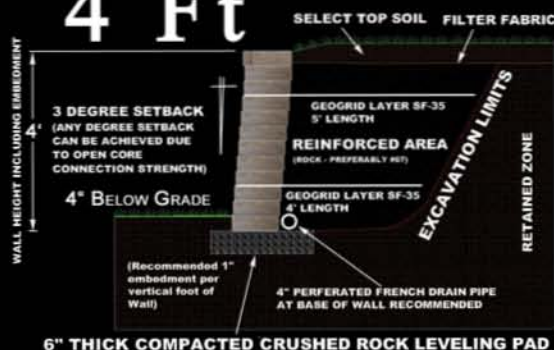 4 Ft
SELECT TOP SOIL
FILTER FABRIC
WALL HEIGHT INCLUDING EMBEDMENT
4'
3 DEGREE SETBACK
(ANY DEGREE SETBACK
CAN BE ACHIEVED DUE
TO OPEN CORE
CONNECTION STRENGTH)
GEOGRID LAYER SF-35
5' LENGTH
REINFORCED AREA
(ROCK - PREFERABLY #67)
EXCAVATION LIMITS
RETAINED ZONE
4" BELOW GRADE
GEOGRID LAYER SF-35
4' LENGTH
(Recommended 1"
embedment per
vertical foot of
Wall)
4" PERFORATED FRENCH DRAIN PIPE
AT BASE OF WALL RECOMMENDED
6" THICK COMPACTED CRUSHED ROCK LEVELING PAD